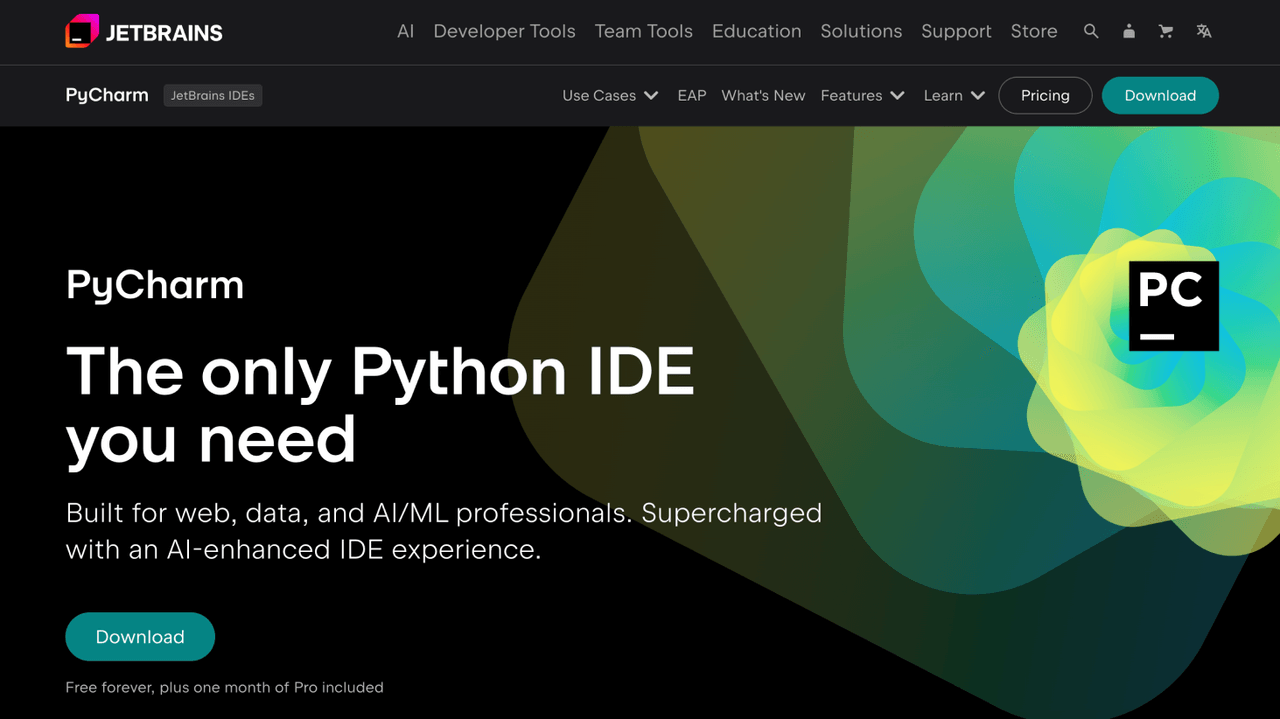 JETBRAINS
AI Developer Tools Team Tools Education Solutions Support Store
PyCharm JetBrains IDEs
Use Cases EAP What's New Features Learn Pricing Download
PyCharm
The only Python IDE
you need
Built for web, data, and AI/ML professionals. Supercharged
with an AI-enhanced IDE experience.
Download
Free forever, plus one month of Pro included
PC